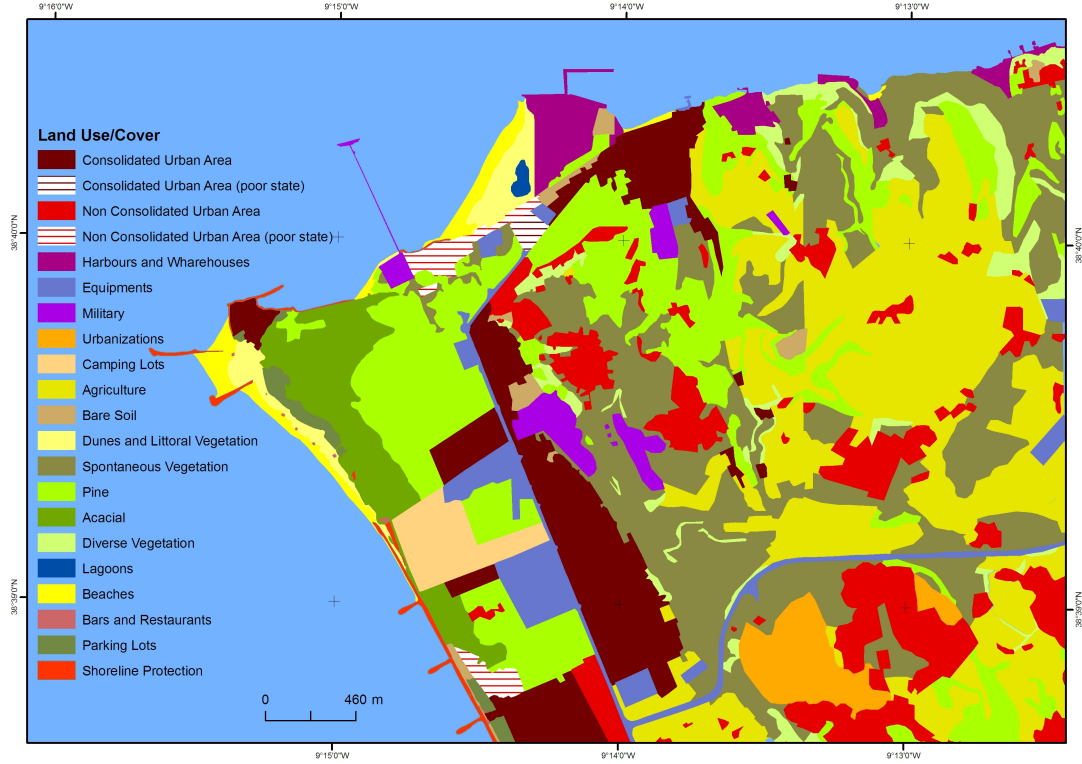 9°16'0"W 9°15'0"W 9°14'0"W 9°13'0"W
Land Use/Cover
Consolidated Urban Area
Consolidated Urban Area (poor state)
Non Consolidated Urban Area
Non Consolidated Urban Area (poor state)
Harbours and Wharehouses
Equipments
Military
Urbanizations
Camping Lots
Agriculture
Bare Soil
Dunes and Littoral Vegetation
Spontaneous Vegetation
Pine
Acacial
Diverse Vegetation
Lagoons
Beaches
Bars and Restaurants
Parking Lots
Shoreline Protection
0 460 m
38°40'0"N
38°39'0"N
38°40'0"N
38°39'0"N
9°15'0"W 9°14'0"W 9°13'0"W